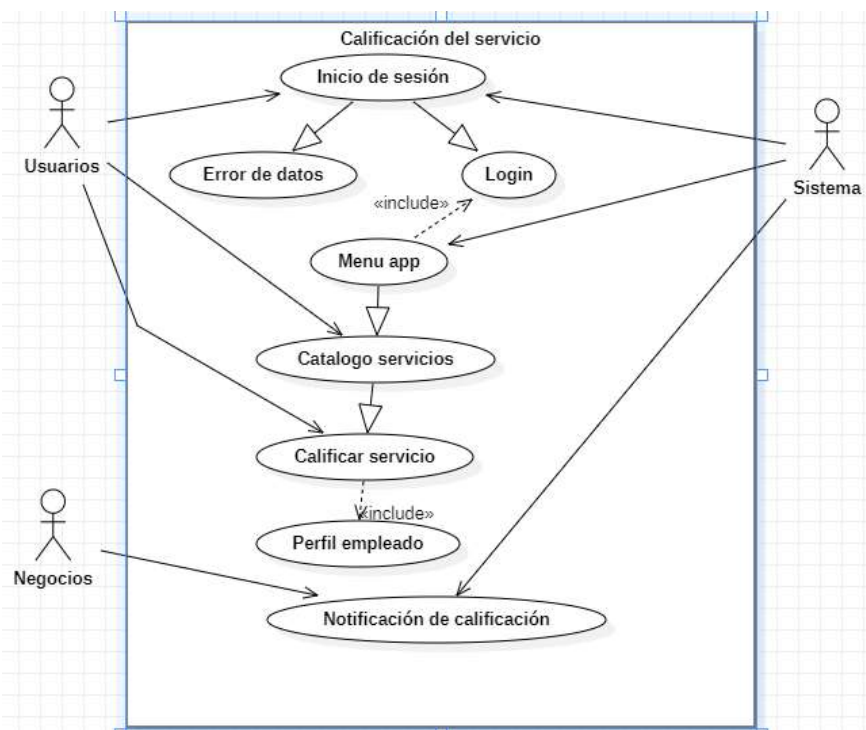 Calificación del servicio
Inicio de sesión
Usuarios
Error de datos
Login
Sistema
«include»
Menu app
Catalogo servicios
Calificar servicio
«include»
Perfil empleado
Negocios
Notificación de calificación